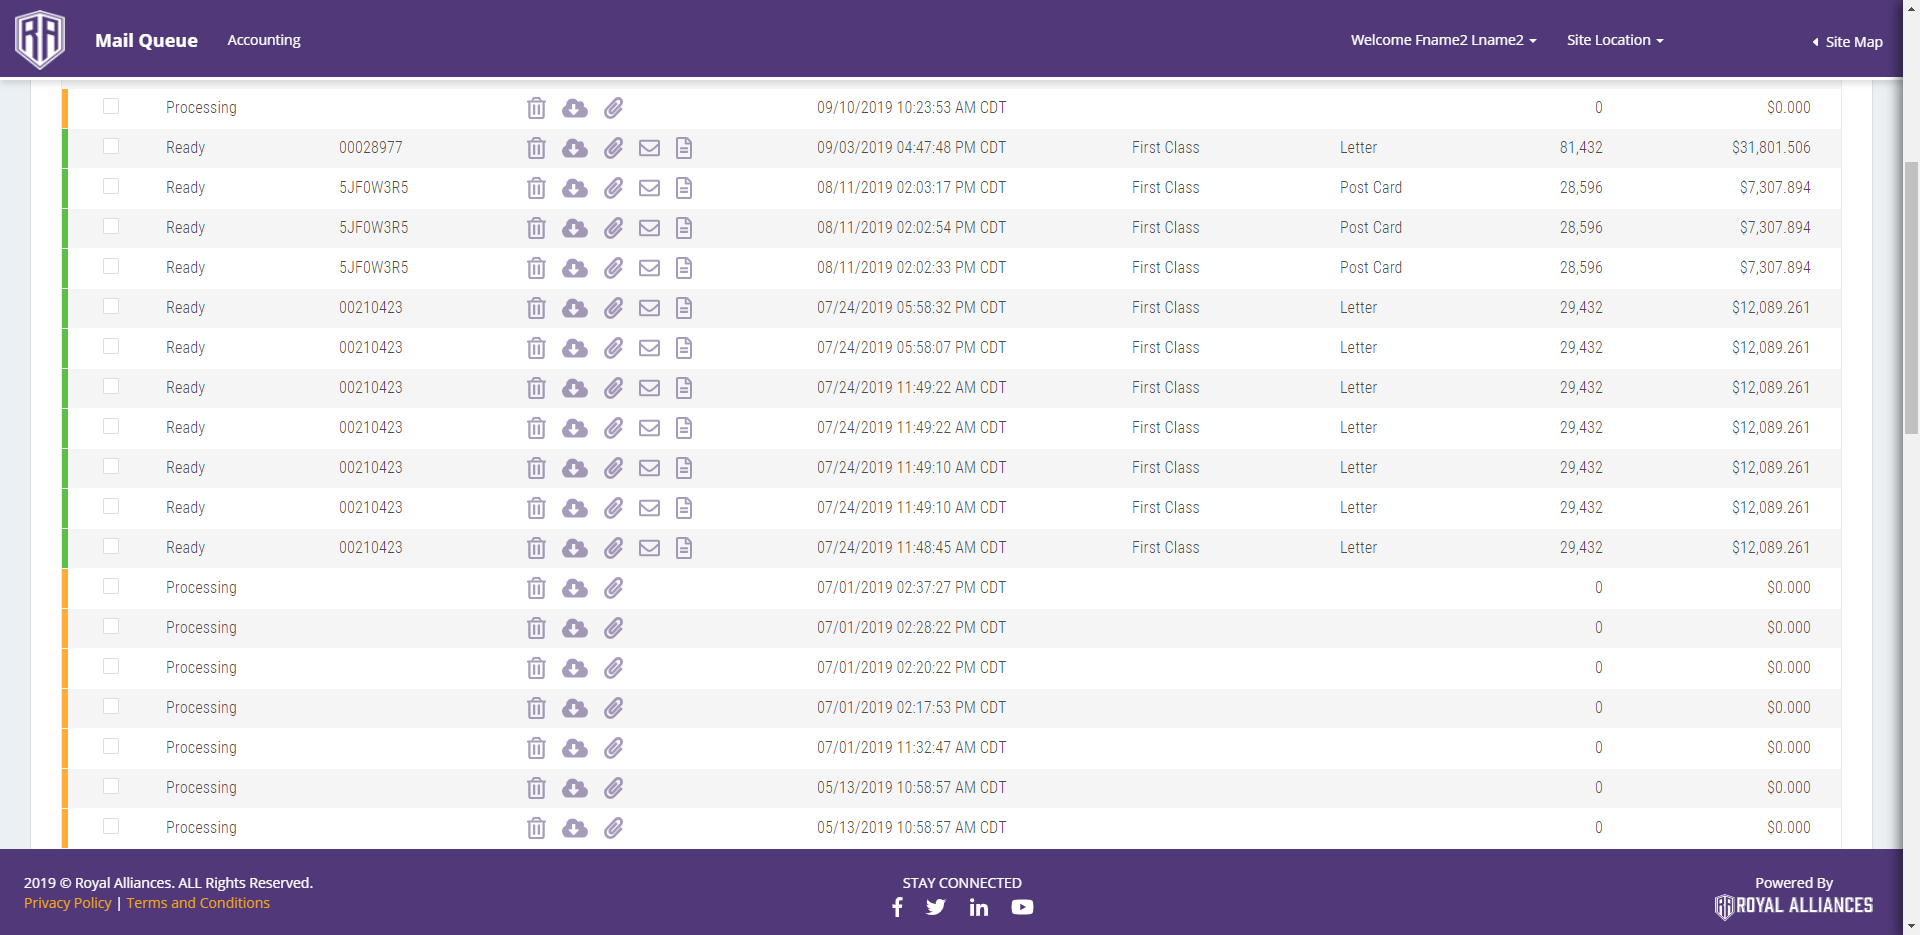 RA Mail Queue Accounting Welcome Fname2 Lname2 Site Location Site Map
Processing 09/10/2019 10:23:53 AM CDT 0 $0.000
Ready 00028977 09/03/2019 04:47:48 PM CDT First Class Letter 81,432 $31,801.506
Ready 5JF0W3R5 08/11/2019 02:03:17 PM CDT First Class Post Card 28,596 $7,307.894
Ready 5JF0W3R5 08/11/2019 02:02:54 PM CDT First Class Post Card 28,596 $7,307.894
Ready 5JF0W3R5 08/11/2019 02:02:33 PM CDT First Class Post Card 28,596 $7,307.894
Ready 00210423 07/24/2019 05:58:32 PM CDT First Class Letter 29,432 $12,089.261
Ready 00210423 07/24/2019 05:58:07 PM CDT First Class Letter 29,432 $12,089.261
Ready 00210423 07/24/2019 11:49:22 AM CDT First Class Letter 29,432 $12,089.261
Ready 00210423 07/24/2019 11:49:22 AM CDT First Class Letter 29,432 $12,089.261
Ready 00210423 07/24/2019 11:49:10 AM CDT First Class Letter 29,432 $12,089.261
Ready 00210423 07/24/2019 11:49:10 AM CDT First Class Letter 29,432 $12,089.261
Ready 00210423 07/24/2019 11:48:45 AM CDT First Class Letter 29,432 $12,089.261
Processing 07/01/2019 02:37:27 PM CDT 0 $0.000
Processing 07/01/2019 02:28:22 PM CDT 0 $0.000
Processing 07/01/2019 02:20:22 PM CDT 0 $0.000
Processing 07/01/2019 02:17:53 PM CDT 0 $0.000
Processing 07/01/2019 11:32:47 AM CDT 0 $0.000
Processing 05/13/2019 10:58:57 AM CDT 0 $0.000
Processing 05/13/2019 10:58:57 AM CDT 0 $0.000
2019 © Royal Alliances. ALL Rights Reserved. STAY CONNECTED Powered By
Privacy Policy | Terms and Conditions RA ROYAL ALLIANCES